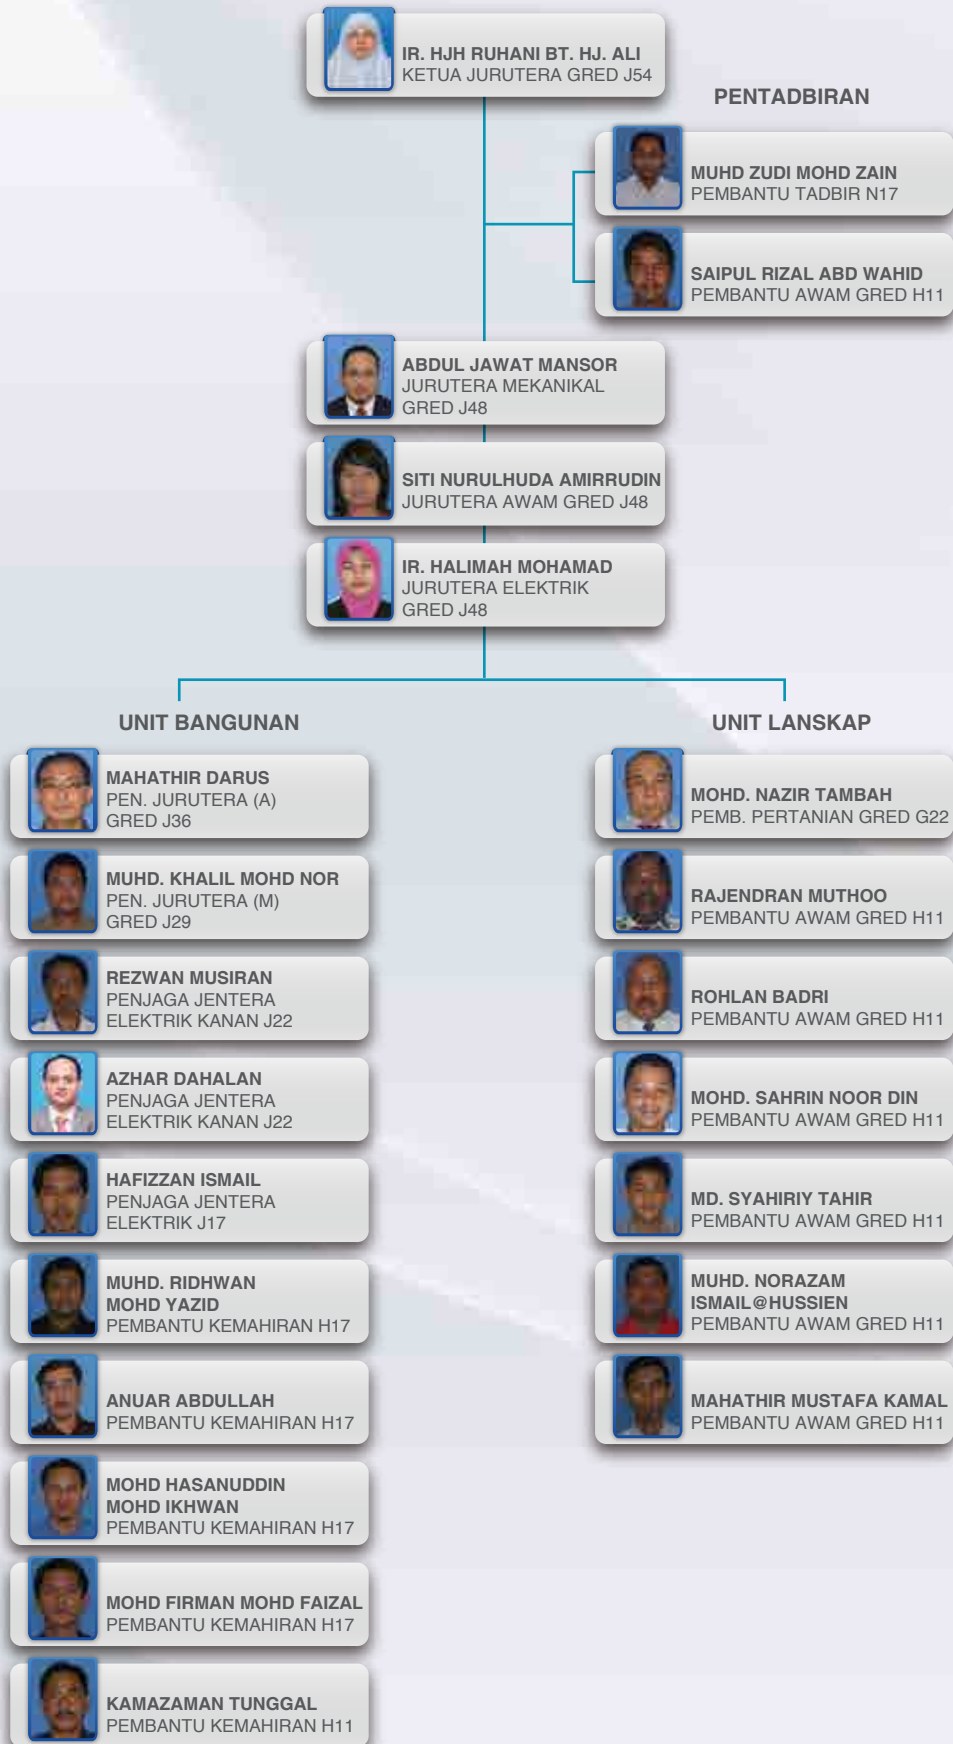 IR. HJH RUHANI BT. HJ. ALI
KETUA JURUTERA GRED J54
PENTADBIRAN
MUHD ZUDI MOHD ZAIN
PEMBANTU TADBIR N17
SAIPUL RIZAL ABD WAHID
PEMBANTU AWAM GRED H11
ABDUL JAWAT MANSOR
JURUTERA MEKANIKAL
GRED J48
SITI NURULHUDA AMIRRUDIN
JURUTERA AWAM GRED J48
IR. HALIMAH MOHAMAD
JURUTERA ELEKTRIK
GRED J48
UNIT BANGUNAN
MAHATHIR DARUS
PEN. JURUTERA (A)
GRED J36
MUHD. KHALIL MOHD NOR
PEN. JURUTERA (M)
GRED J29
REZWAN MUSIRAN
PENJAGA JENTERA
ELEKTRIK KANAN J22
AZHAR DAHALAN
PENJAGA JENTERA
ELEKTRIK KANAN J22
HAFIZZAN ISMAIL
PENJAGA JENTERA
ELEKTRIK J17
MUHD. RIDHWAN
MOHD YAZID
PEMBANTU KEMAHIRAN H17
ANUAR ABDULLAH
PEMBANTU KEMAHIRAN H17
MOHD HASANUDDIN
MOHD IKHWAN
PEMBANTU KEMAHIRAN H17
MOHD FIRMAN MOHD FAIZAL
PEMBANTU KEMAHIRAN H17
KAMAZAMAN TUNGGAL
PEMBANTU KEMAHIRAN H11
UNIT LANSKAP
MOHD. NAZIR TAMBAH
PEMB. PERTANIAN GRED G22
RAJENDRAN MUTHOO
PEMBANTU AWAM GRED H11
ROHLAN BADRI
PEMBANTU AWAM GRED H11
MOHD. SAHRIN NOOR DIN
PEMBANTU AWAM GRED H11
MD. SYAHIRIY TAHIR
PEMBANTU AWAM GRED H11
MUHD. NORAZAM
ISMAIL@HUSSIEN
PEMBANTU AWAM GRED H11
MAHATHIR MUSTAFA KAMAL
PEMBANTU AWAM GRED H11